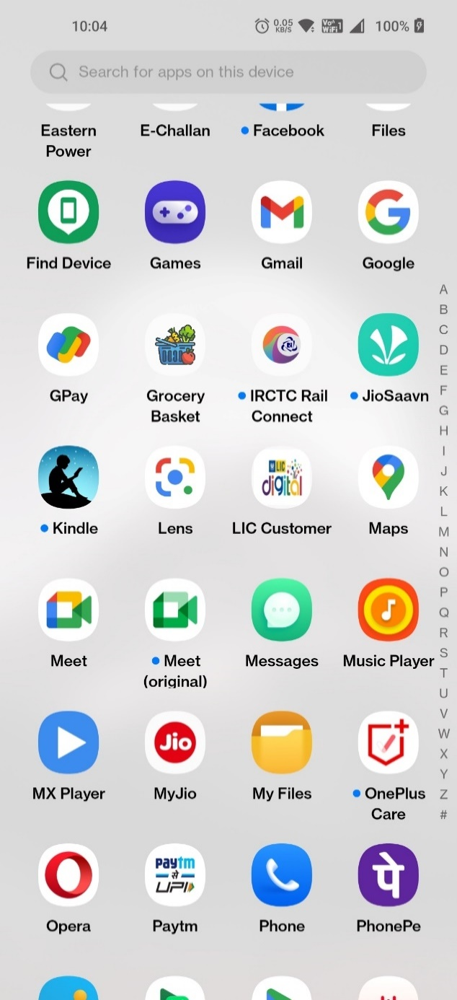 10:04
0.05
KB/S
Vo))
WiFi 1
100%
Search for apps on this device
Eastern
Power
E-Challan
Facebook
Files
Find Device
Games
Gmail
Google
GPay
Grocery
Basket
IRCTC Rail
Connect
JioSaavn
LIC
digital
Kindle
Lens
LIC Customer
Maps
Meet
Meet
(original)
Messages
Music Player
Jio
MX Player
MyJio
My Files
OnePlus
Care
paytm
से
UPI
पे
Opera
Paytm
Phone
PhonePe
A
B
C
D
E
F
G
H
I
J
K
L
M
N
O
P
Q
R
S
T
U
V
W
X
Y
Z
#